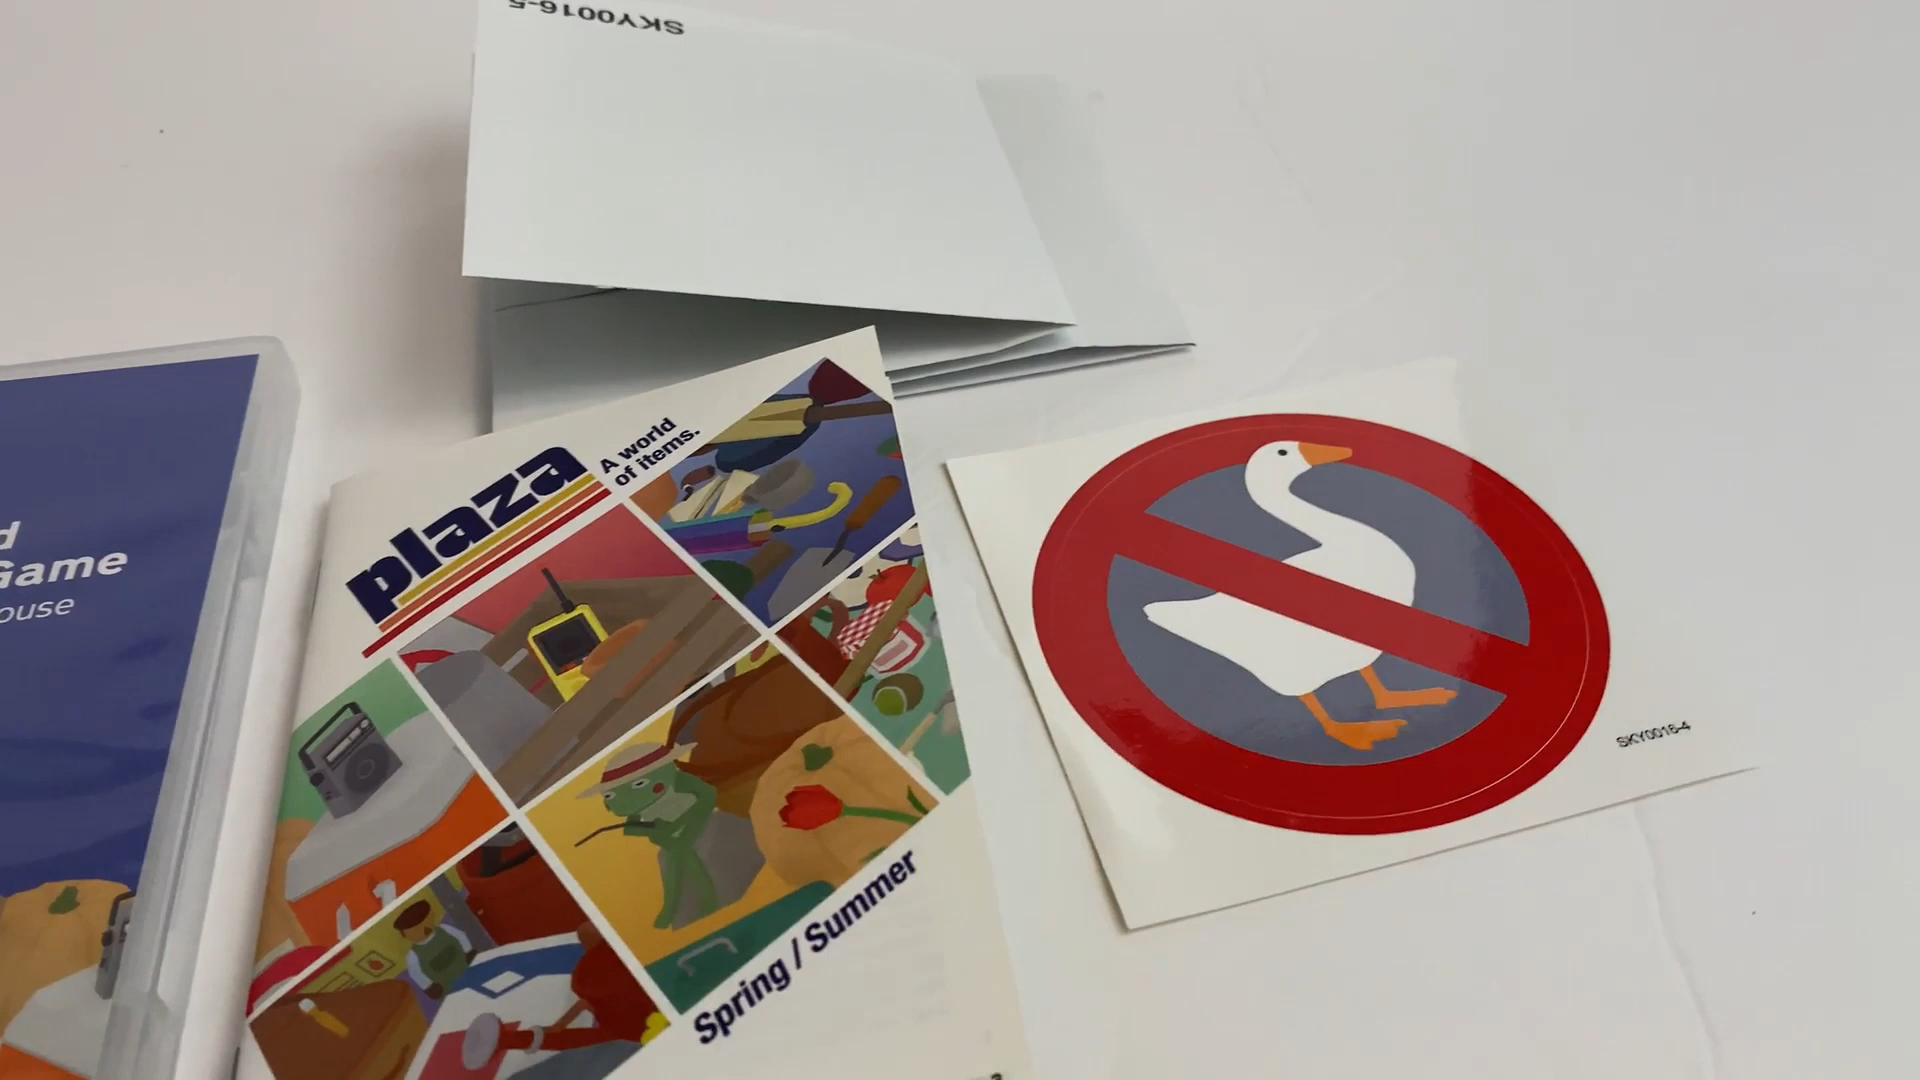 SKY0016-5
d
Game
ouse
plaza
A world
of items.
Spring / Summer
SKY0016-4